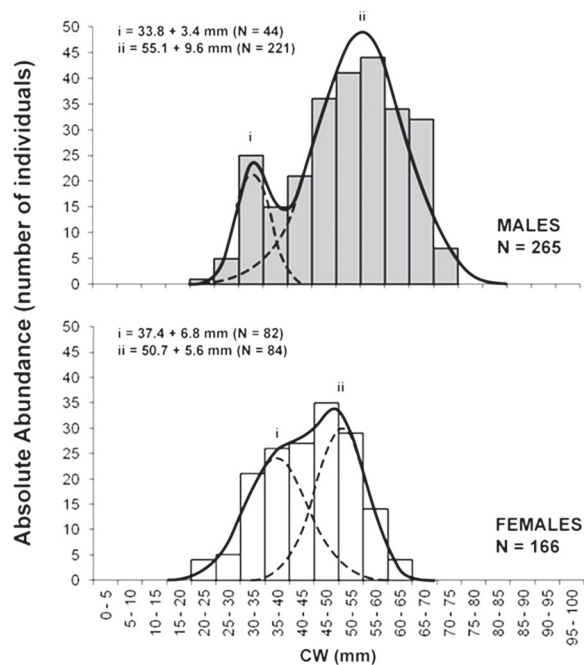 Absolute Abundance (number of individuals)
i = 33.8 + 3.4 mm (N = 44)
ii = 55.1 + 9.6 mm (N = 221)
50
45
40
35
30
25
20
15
10
5
0
i
ii
MALES
N = 265
i = 37.4 + 6.8 mm (N = 82)
ii = 50.7 + 5.6 mm (N = 84)
50
45
40
35
30
25
20
15
10
5
0
i
ii
FEMALES
N = 166
0 - 5
5 - 10
10 - 15
15 - 20
20 - 25
25 - 30
30 - 35
35 - 40
40 - 45
45 - 50
50 - 55
55 - 60
60 - 65
65 - 70
70 - 75
75 - 80
80 - 85
85 - 90
90 - 95
95 - 100
CW (mm)